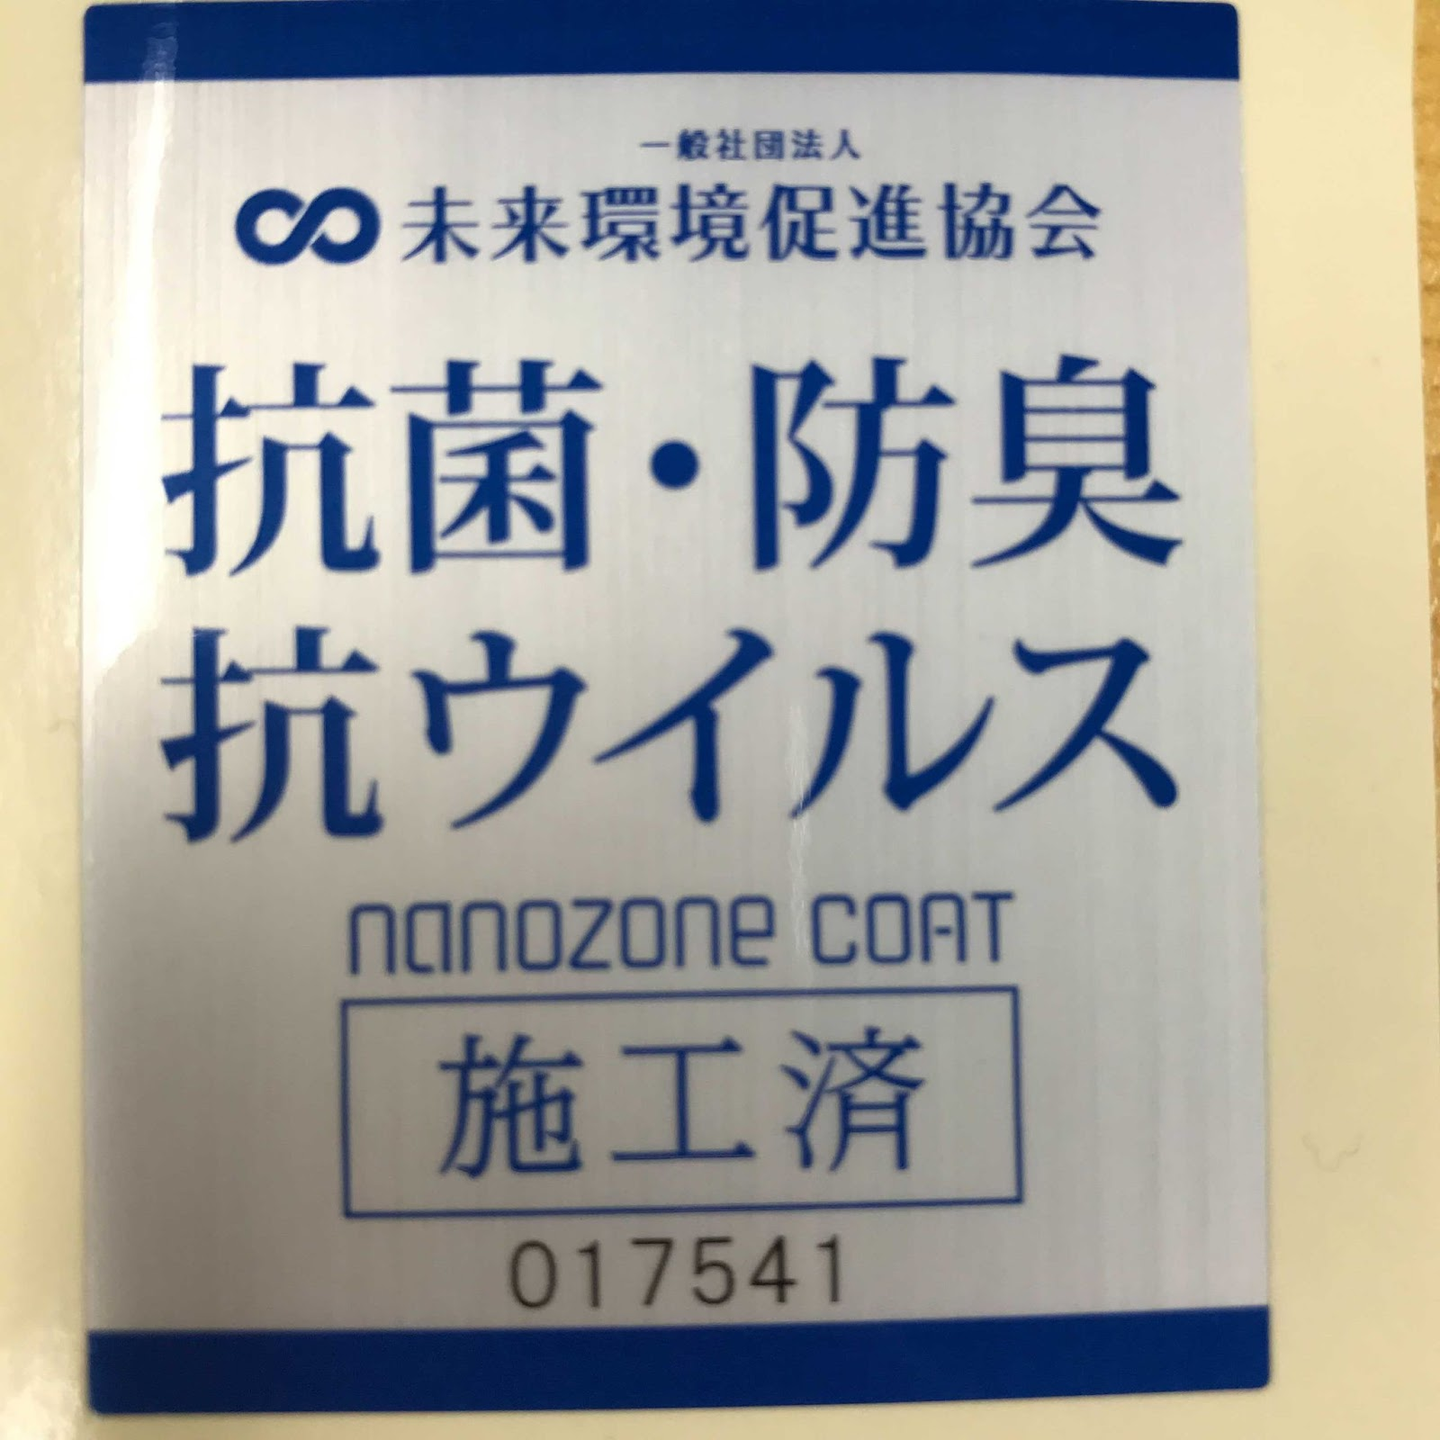 一般社団法人
未来環境促進協会
抗菌・防臭
抗ウイルス
nanozone COAT
施工済
017541